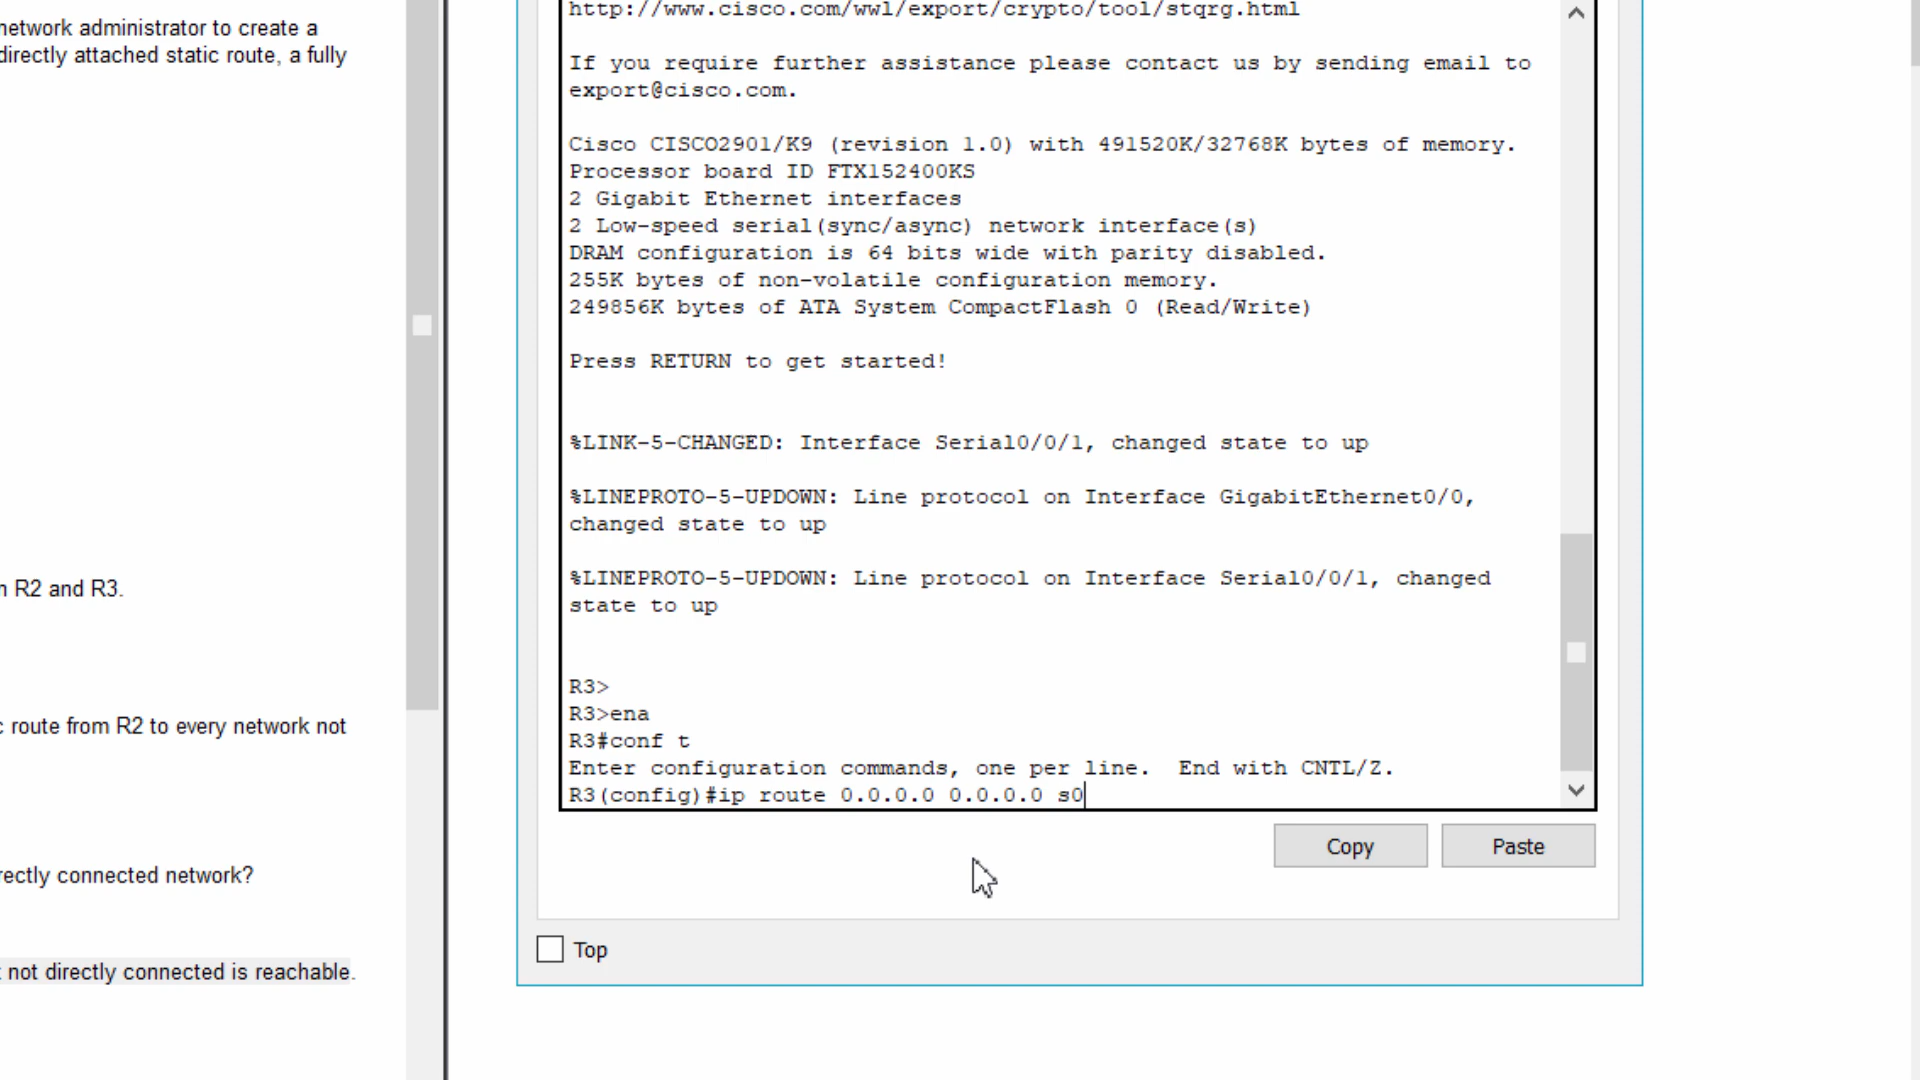 network administrator to create a
directly attached static route, a fully
R2 and R3.
route from R2 to every network not
connected network?
not directly connected is reachable.
http://www.cisco.com/wwl/export/crypto/tool/stqrg.html
If you require further assistance please contact us by sending email to
export@cisco.com.
Cisco CISCO2901/K9 (revision 1.0) with 491520K/32768K bytes of memory.
Processor board ID FTX152400KS
2 Gigabit Ethernet interfaces
2 Low-speed serial(sync/async) network interface(s)
DRAM configuration is 64 bits wide with parity disabled.
255K bytes of non-volatile configuration memory.
249856K bytes of ATA System CompactFlash 0 (Read/Write)
Press RETURN to get started!
%LINK-5-CHANGED: Interface Serial0/0/1, changed state to up
%LINEPROTO-5-UPDOWN: Line protocol on Interface GigabitEthernet0/0,
changed state to up
%LINEPROTO-5-UPDOWN: Line protocol on Interface Serial0/0/1, changed
state to up
R3>
R3>ena
R3#conf t
Enter configuration commands, one per line.  End with CNTL/Z.
R3(config)#ip route 0.0.0.0 0.0.0.0 s0
Copy
Paste
Top